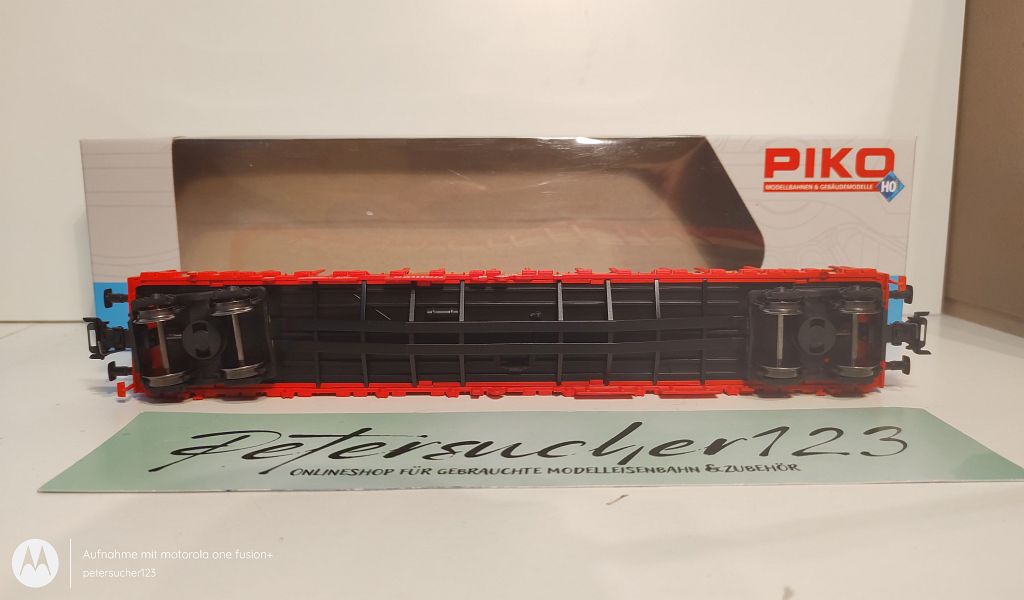 PIKO
MODELLBAHNEN & GEBÄUDEMODELLE
H0
Petersucher123
ONLINESHOP FÜR GEBRAUCHTE MODELLEISENBAHN & ZUBEHÖR
Aufnahme mit motorola one fusion+
petersucher123